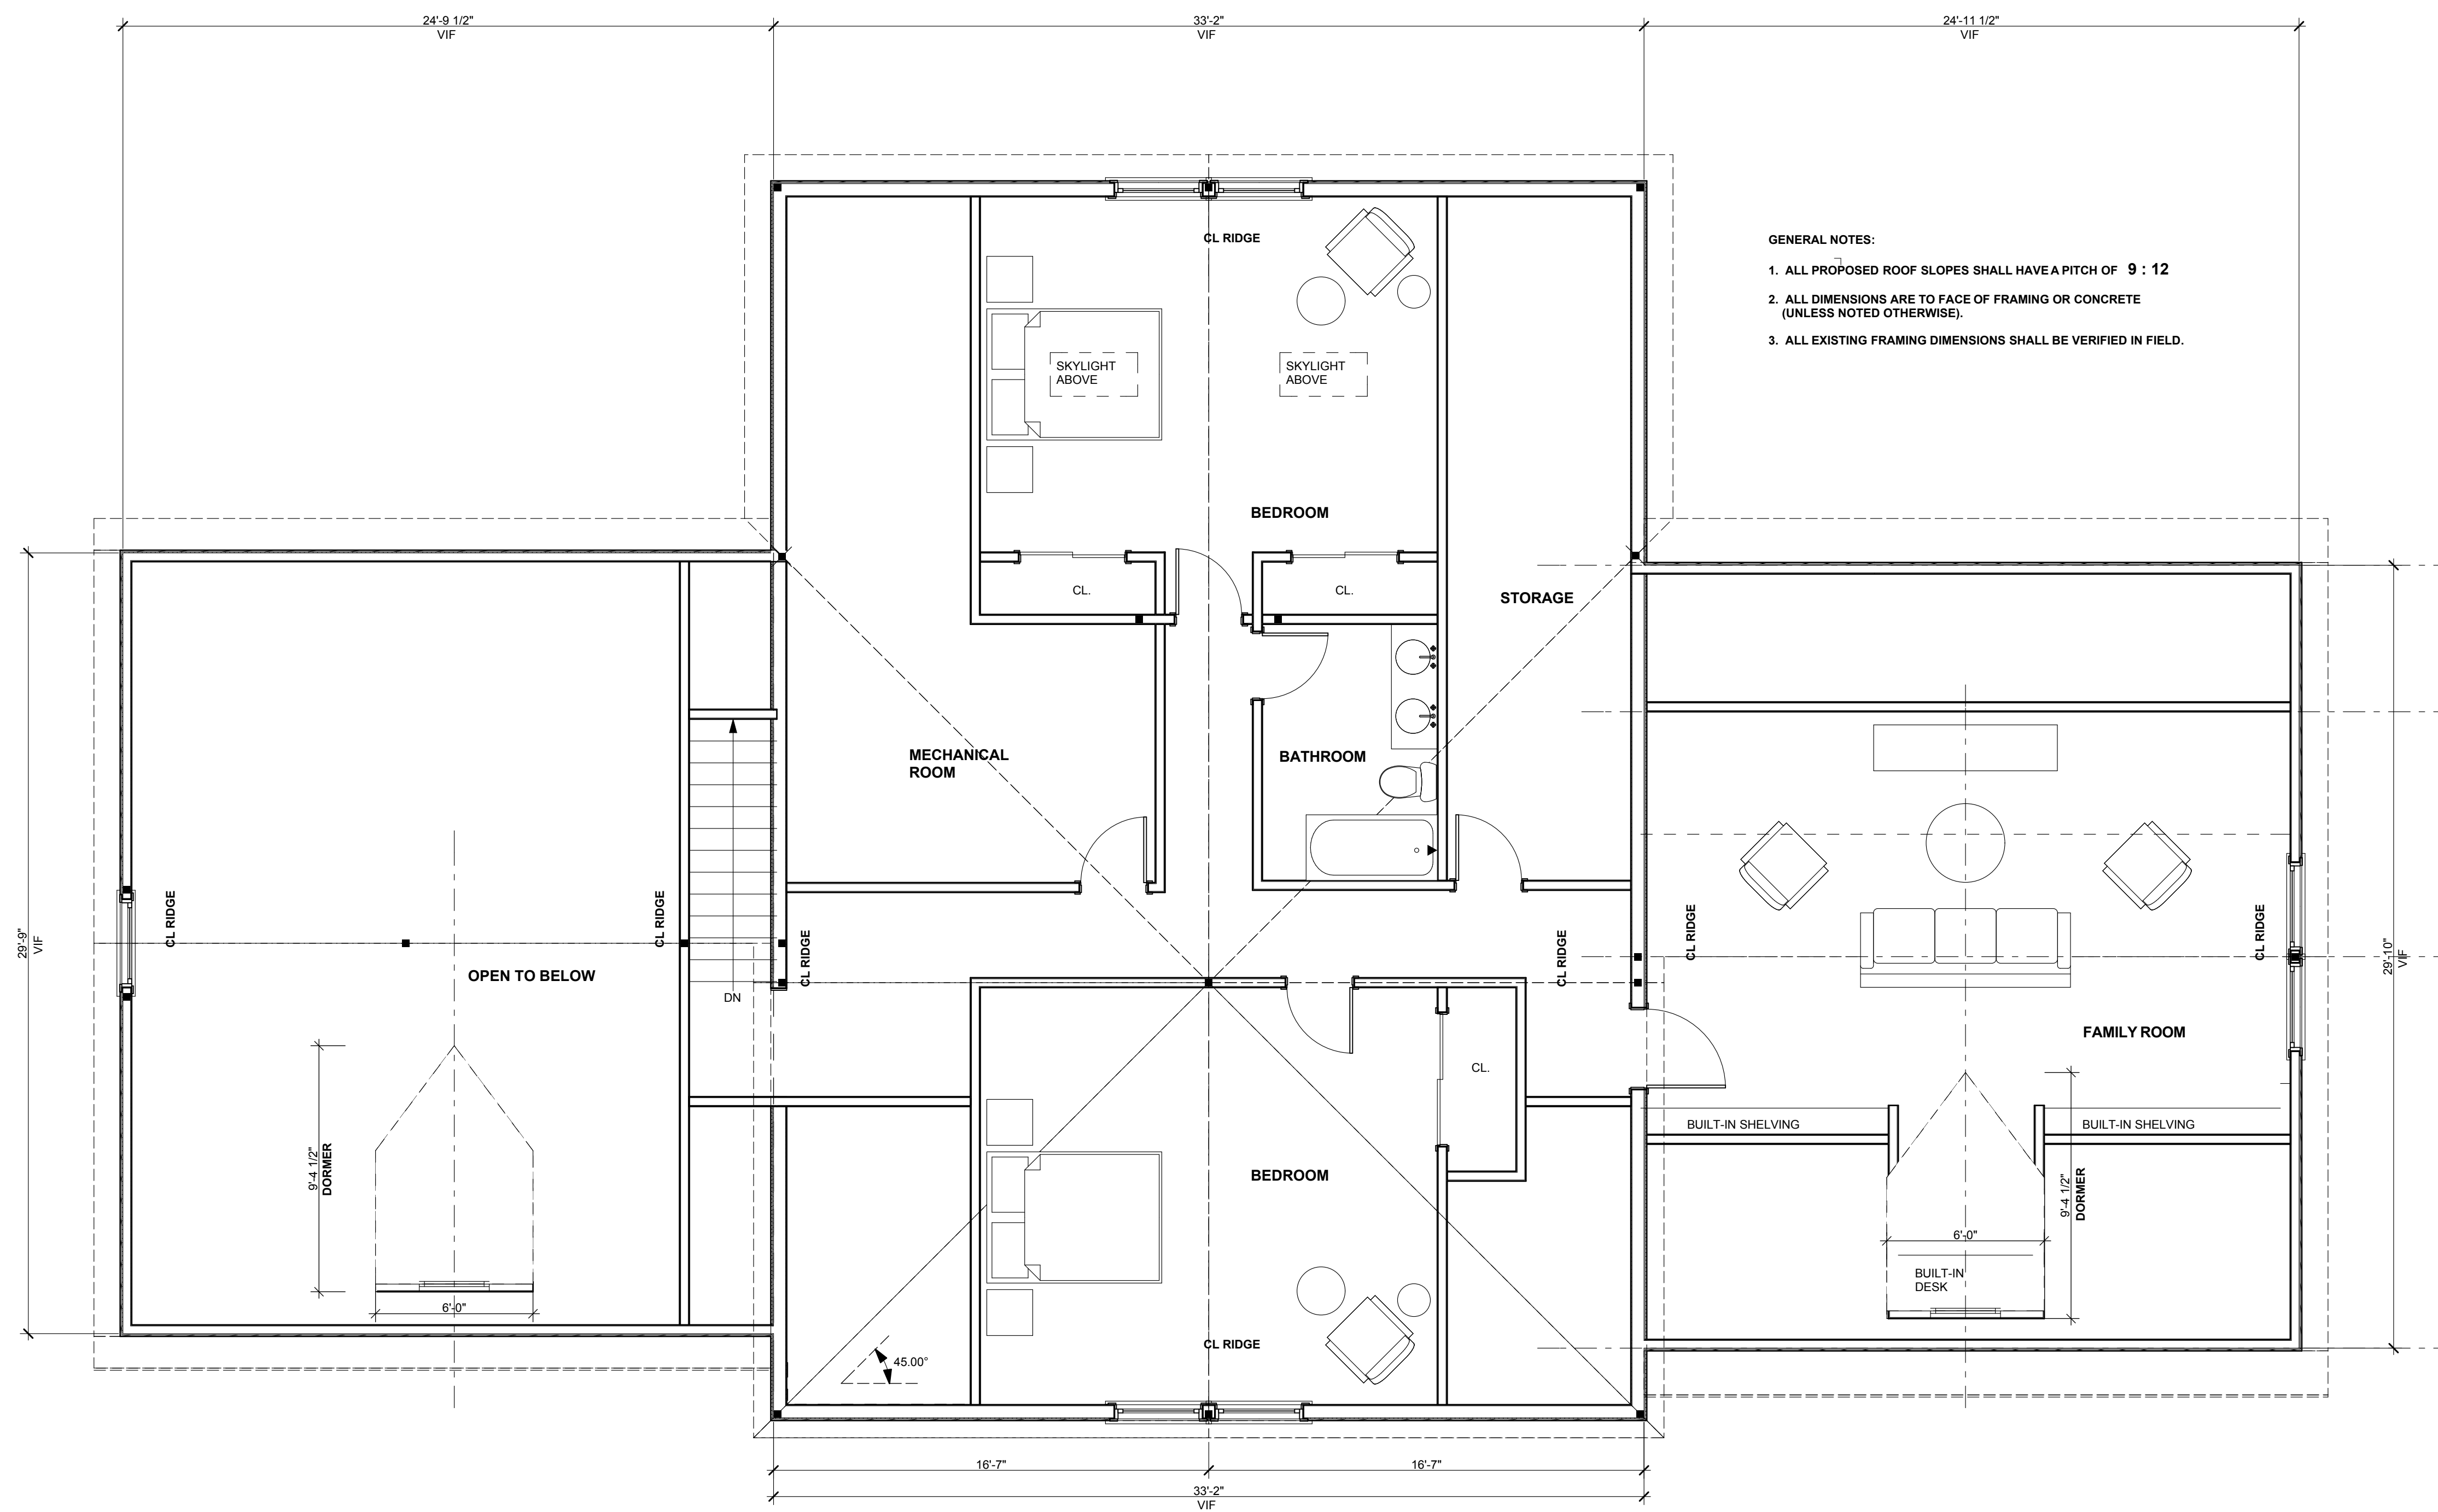 24'-9 1/2"
VIF
33'-2"
VIF
24'-11 1/2"
VIF
CL RIDGE
GENERAL NOTES:
1. ALL PROPOSED ROOF SLOPES SHALL HAVE A PITCH OF 9 : 12
2. ALL DIMENSIONS ARE TO FACE OF FRAMING OR CONCRETE
(UNLESS NOTED OTHERWISE).
3. ALL EXISTING FRAMING DIMENSIONS SHALL BE VERIFIED IN FIELD.
SKYLIGHT
ABOVE
SKYLIGHT
ABOVE
BEDROOM
CL.
CL.
STORAGE
MECHANICAL
ROOM
BATHROOM
29'-9"
VIF
CL RIDGE
CL RIDGE
CL RIDGE
CL RIDGE
CL RIDGE
CL RIDGE
29'-10"
VIF
OPEN TO BELOW
DN
FAMILY ROOM
CL.
BUILT-IN SHELVING
BUILT-IN SHELVING
9'-4 1/2"
DORMER
BEDROOM
9'-4 1/2"
DORMER
6'-0"
BUILT-IN
DESK
6'-0"
CL RIDGE
45.00°
16'-7"
16'-7"
33'-2"
VIF